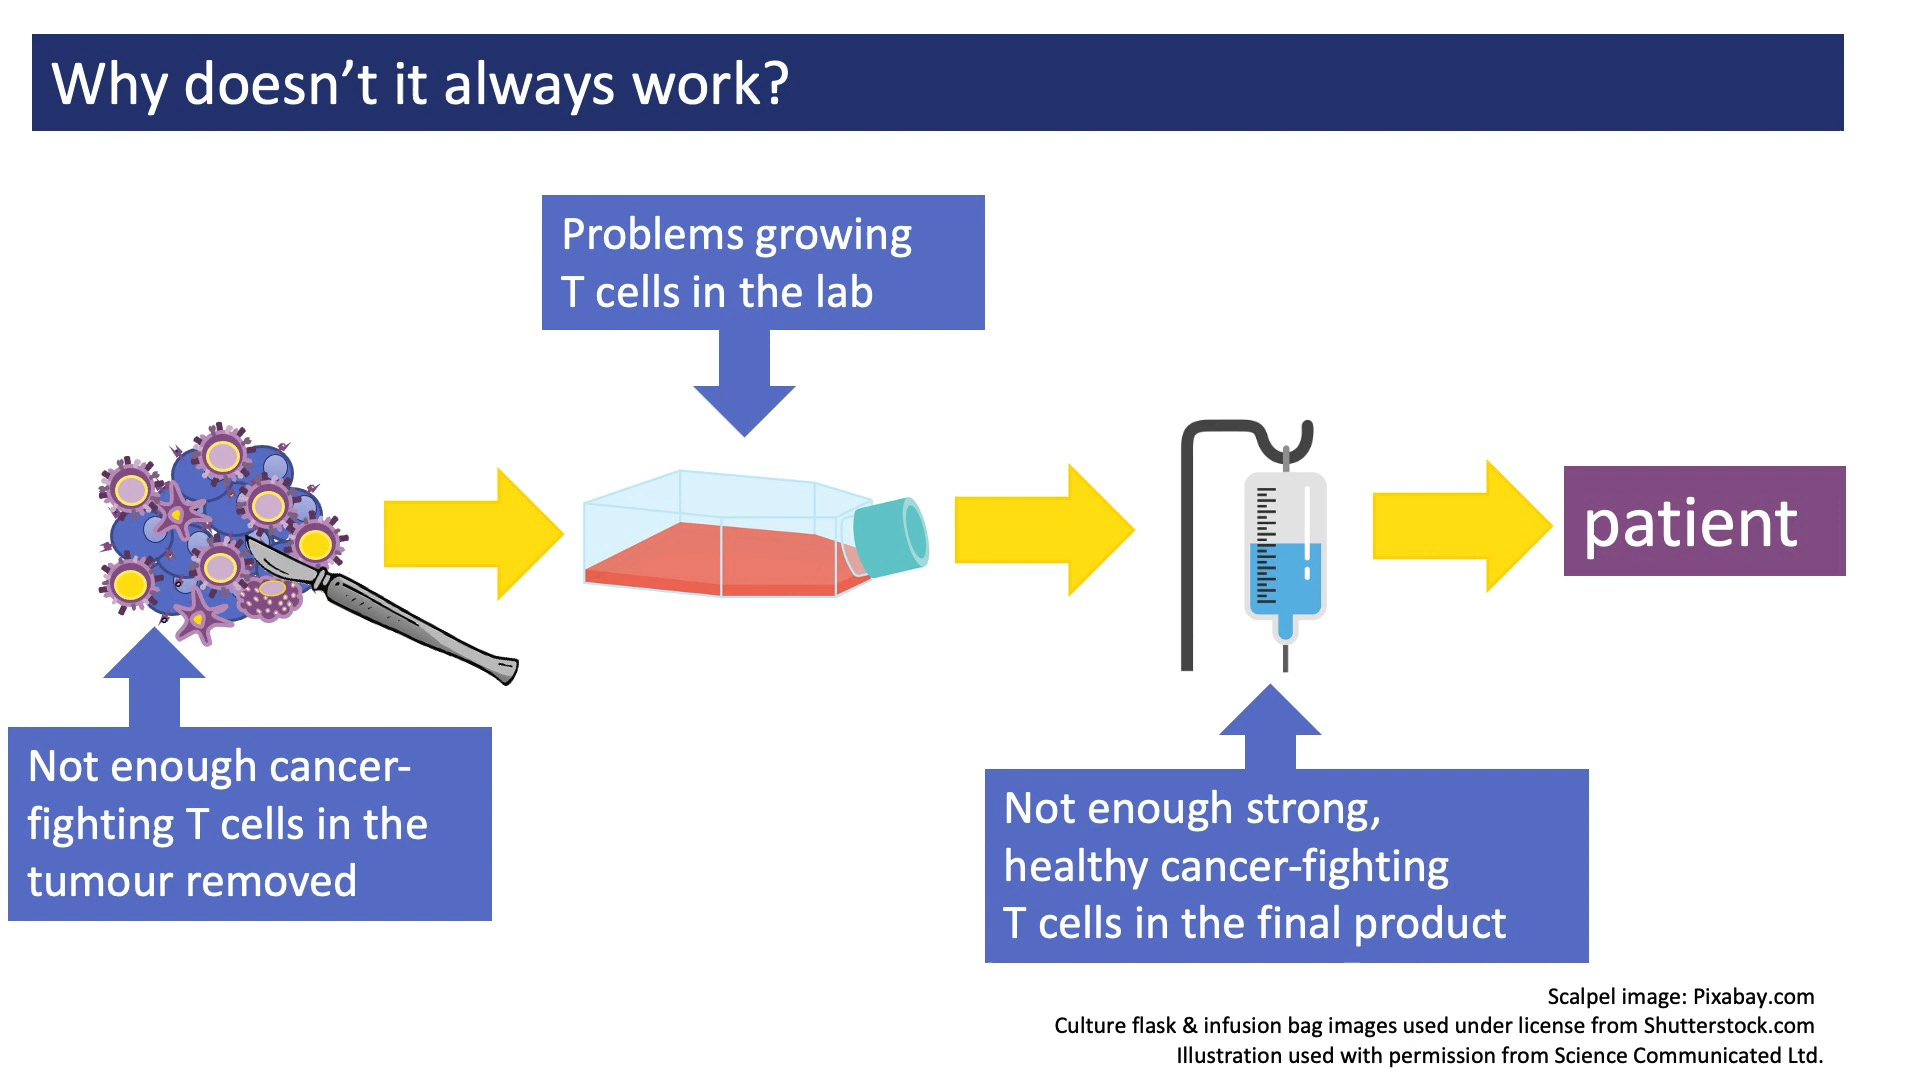 Why doesn’t it always work?
Problems growing
T cells in the lab
patient
Not enough cancer-
fighting T cells in the
tumour removed
Not enough strong,
healthy cancer-fighting
T cells in the final product
Scalpel image: Pixabay.com
Culture flask & infusion bag images used under license from Shutterstock.com
Illustration used with permission from Science Communicated Ltd.